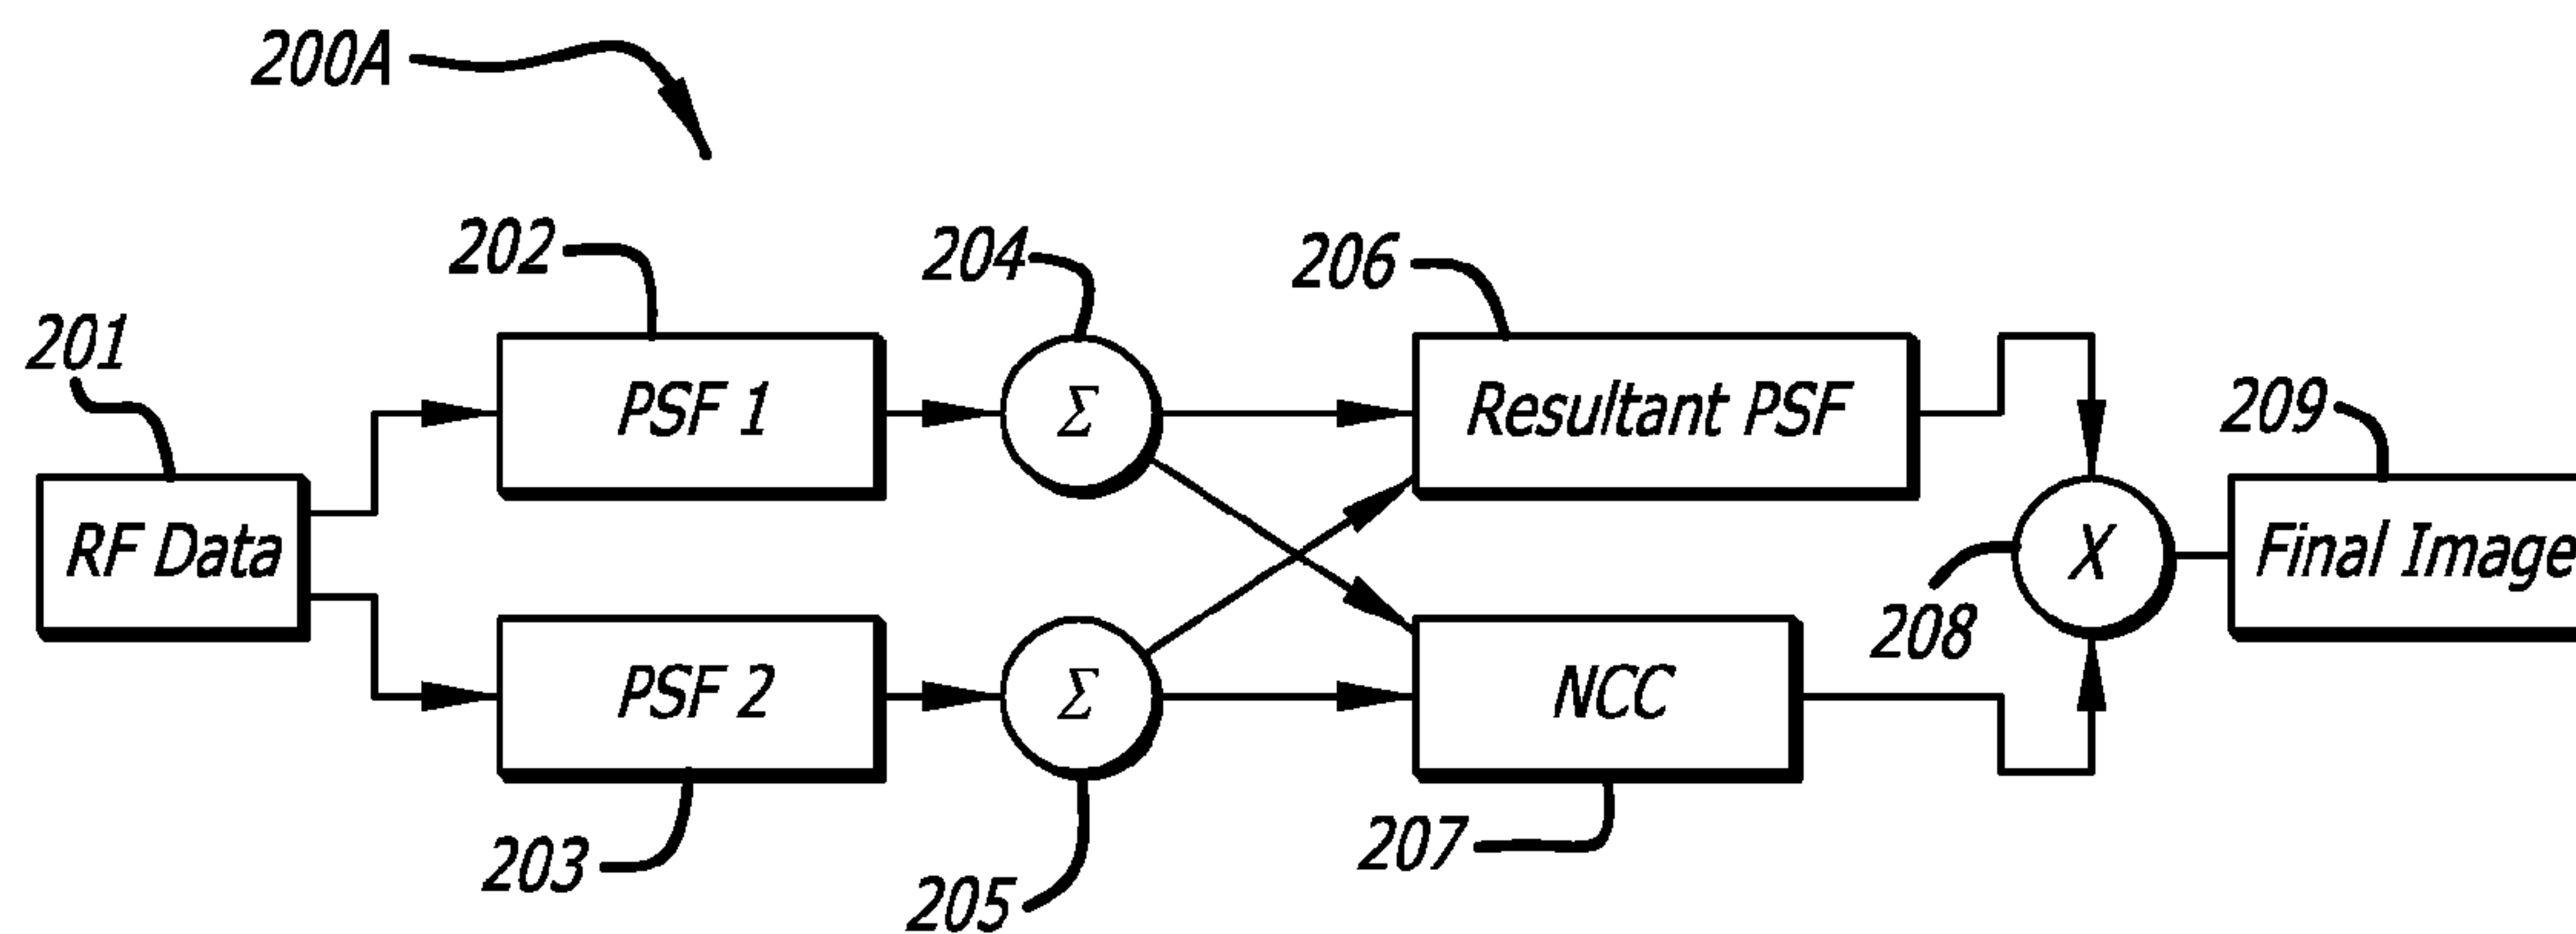 200A
202
204
206
201
209
PSF 1
Σ
Resultant PSF
RF Data
X
Final Image
208
PSF 2
Σ
NCC
203
205
207